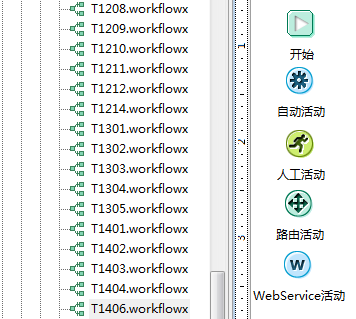 T1208.workflowx
T1209.workflowx
T1210.workflowx
T1211.workflowx
T1212.workflowx
T1214.workflowx
T1301.workflowx
T1302.workflowx
T1303.workflowx
T1304.workflowx
T1305.workflowx
T1401.workflowx
T1402.workflowx
T1403.workflowx
T1404.workflowx
T1406.workflowx
1
2
3
开始
自动活动
人工活动
路由活动
W
WebService活动